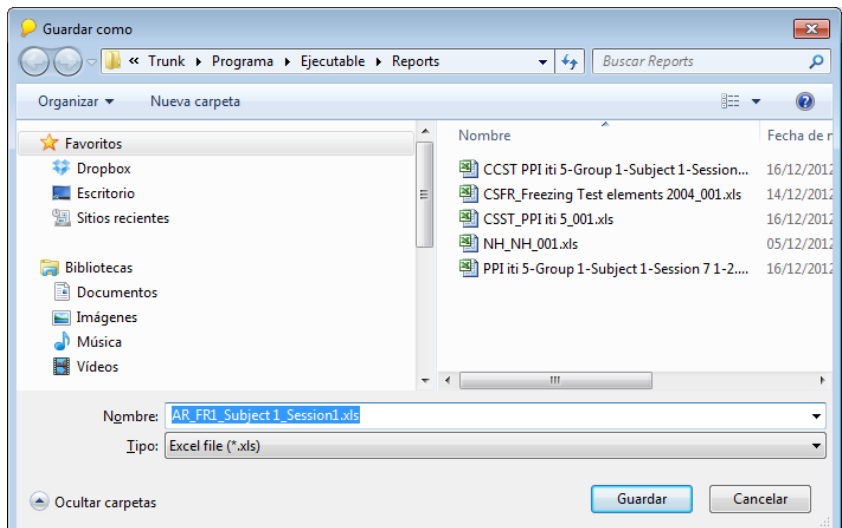 Guardar como
« Trunk Programa Ejecutable Reports
Buscar Reports
Organizar Nueva carpeta
Favoritos
Dropbox
Escritorio
Sitios recientes
Bibliotecas
Documentos
Imágenes
Música
Vídeos
Nombre Fecha de
CCST PPI iti 5-Group 1-Subject 1-Session... 16/12/2012
CSFR_Freezing Test elements 2004_001.xls 14/12/2012
CSST_PPI iti 5_001.xls 16/12/2012
NH_NH_001.xls 05/12/2012
PPI iti 5-Group 1-Subject 1-Session 7 1-2.... 16/12/2012
Nombre: AR_FR1_Subject 1_Session1.xls
Tipo: Excel file (*.xls)
Ocultar carpetas Guardar Cancelar